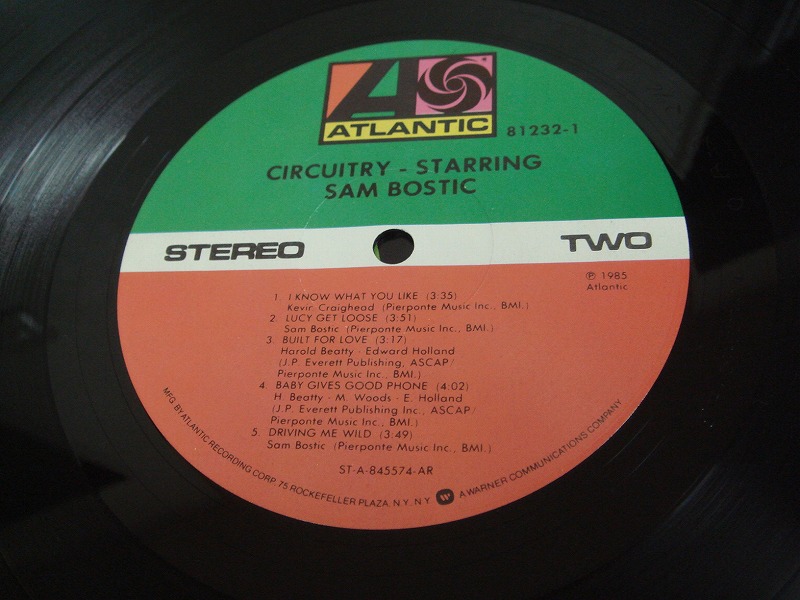 ATLANTIC
81232-1
CIRCUITRY - STARRING
SAM BOSTIC
STEREO
TWO
℗ 1985
Atlantic
1. I KNOW WHAT YOU LIKE (3:35)
Kevin Craighead (Pierponte Music Inc., BMI.)
2. LUCY GET LOOSE (3:51)
Sam Bostic (Pierponte Music Inc., BMI.)
3. BUILT FOR LOVE (3:17)
Harold Beatty - Edward Holland
(J.P. Everett Publishing, ASCAP/
Pierponte Music Inc., BMI.)
4. BABY GIVES GOOD PHONE (4:02)
H. Beatty - M. Woods - E. Holland
(J.P. Everett Publishing Inc., ASCAP/
Pierponte Music Inc., BMI.)
5. DRIVING ME WILD (3:49)
Sam Bostic (Pierponte Music Inc., BMI.)
ST-A-845574-AR
MFG BY ATLANTIC RECORDING CORP. 75 ROCKEFELLER PLAZA, N.Y. N.Y. A WARNER COMMUNICATIONS COMPANY